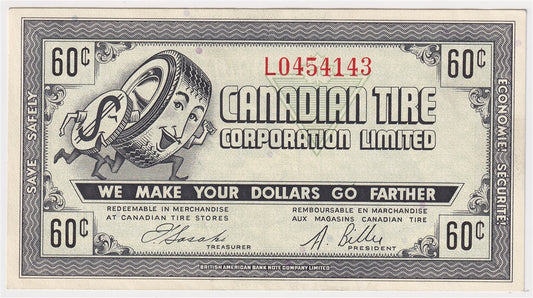 60¢ L0454143 60¢
CANADIAN TIRE
CORPORATION LIMITED
SAVE SAFELY
ECONOMIE SÉCURITÉ
WE MAKE YOUR DOLLARS GO FARTHER
REDEEMABLE IN MERCHANDISE
AT CANADIAN TIRE STORES
REMBOURSABLE EN MARCHANDISE
AUX MAGASINS CANADIAN TIRE
60¢ 60¢
TREASURER
A. Billes
PRESIDENT
BRITISH AMERICAN BANK NOTE COMPANY LIMITED